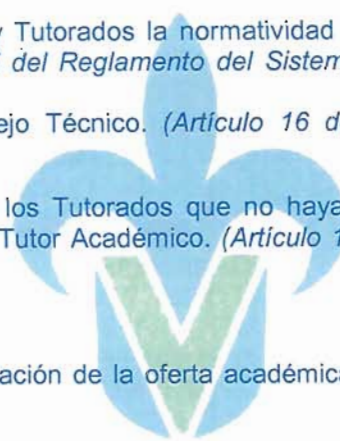 y Tutorados la normatividad
del Reglamento del Sistem
ejo Técnico. (Artículo 16 d
los Tutorados que no haya
Tutor Académico. (Artículo 1
ación de la oferta académica